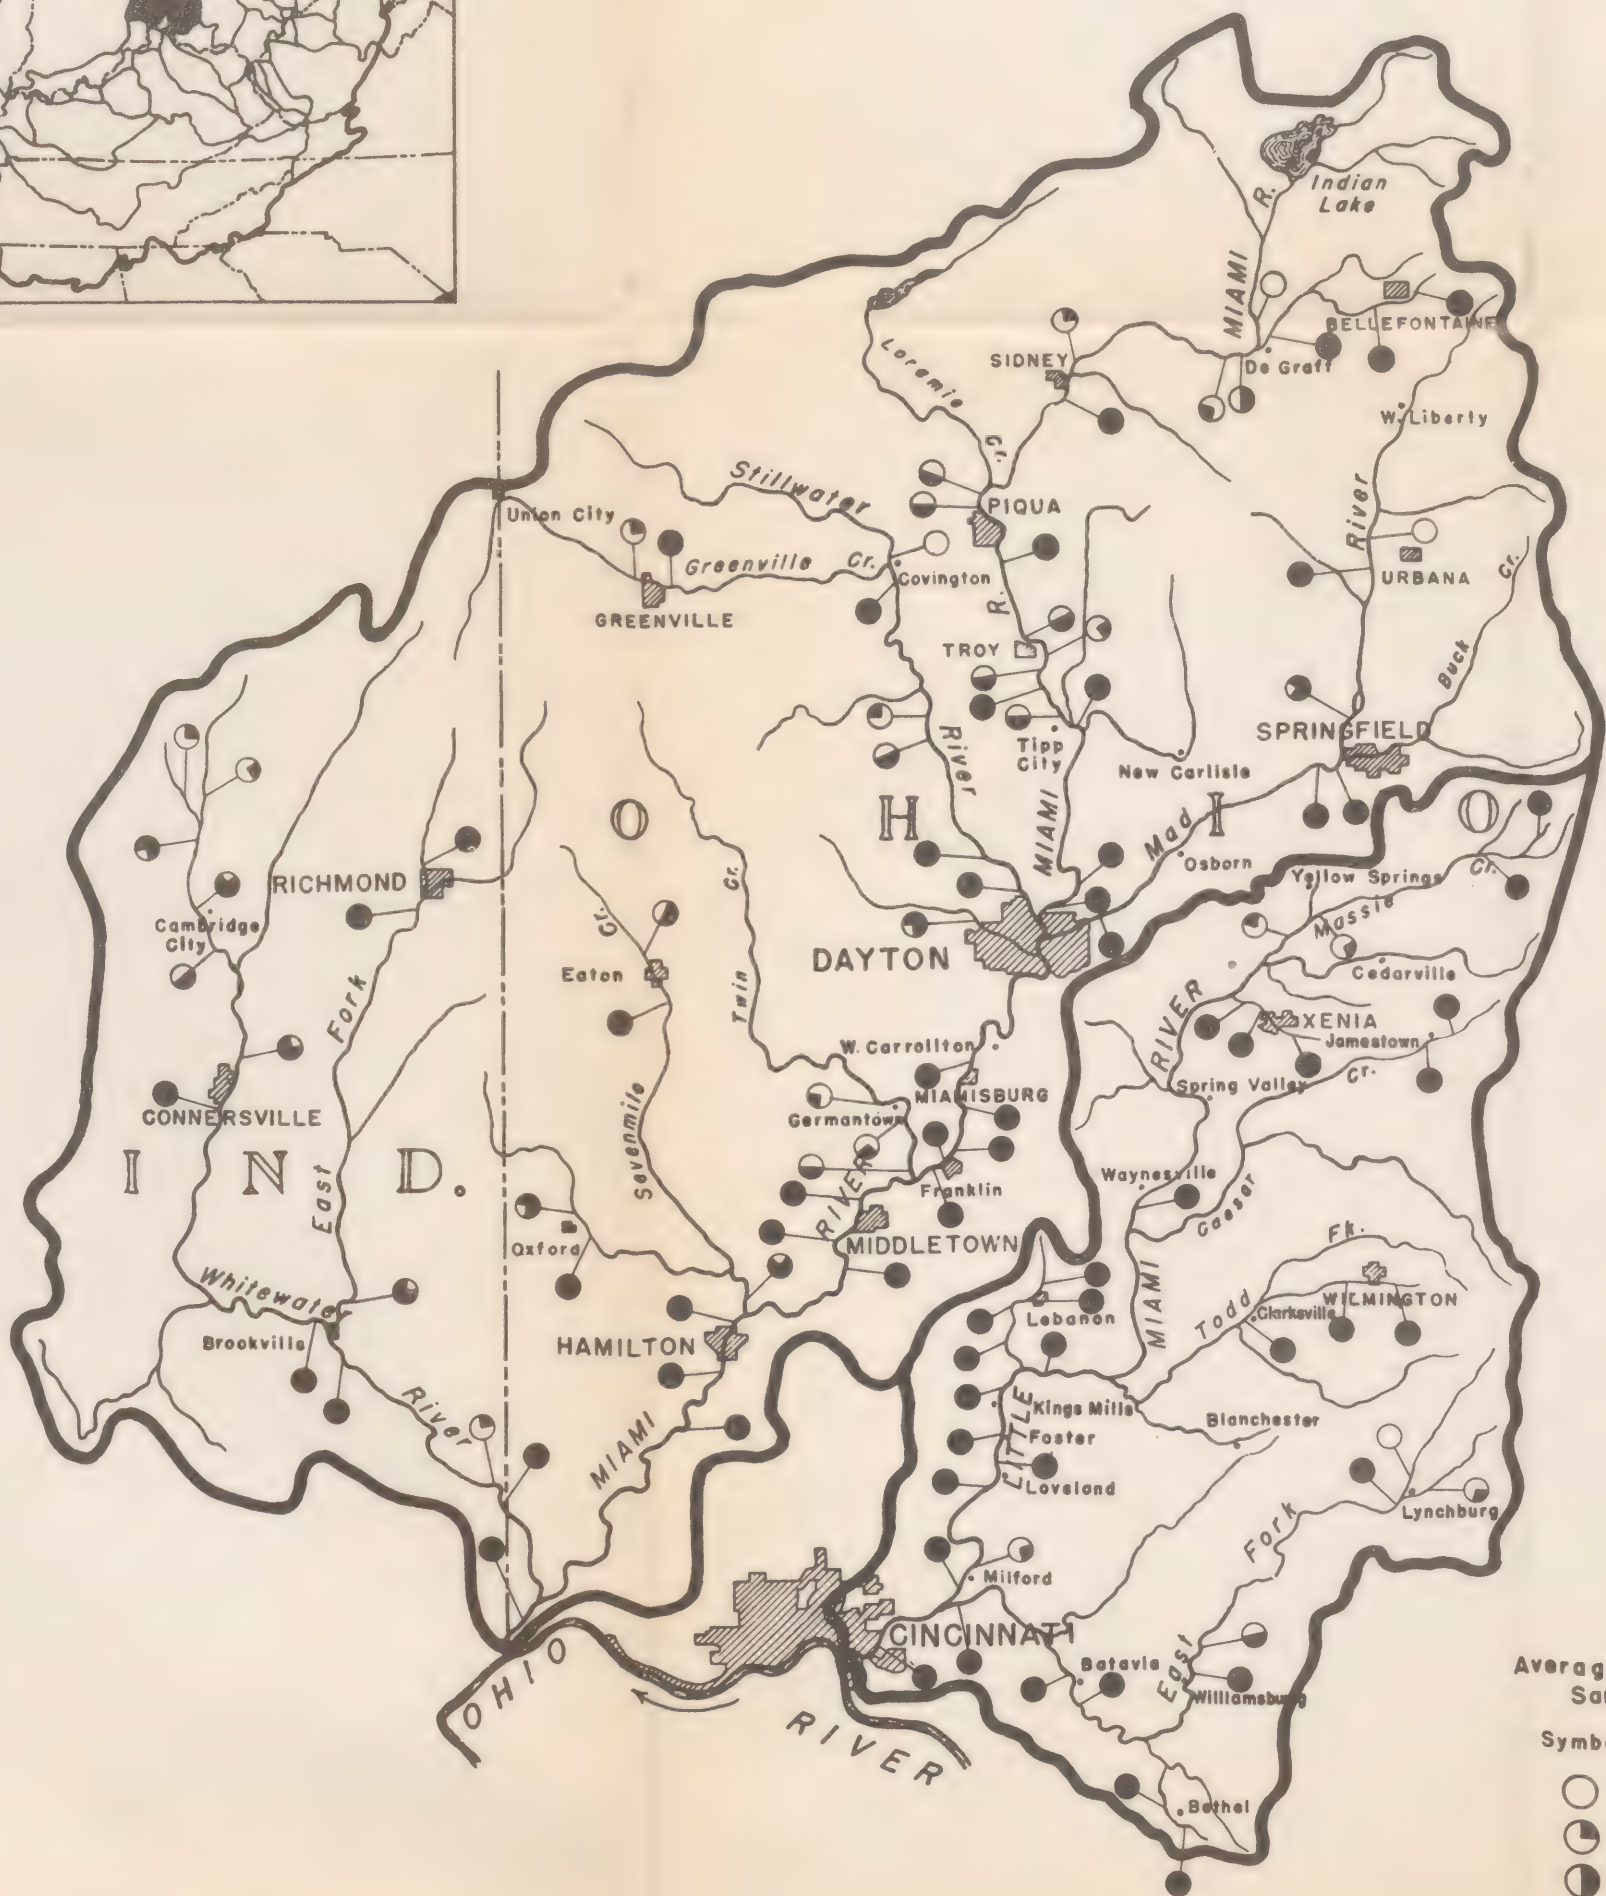 Indian
Lake
R.
MIAMI
BELLEFONTAINE
De Graff
SIDNEY
Loramie
Cr.
W. Liberty
Stillwater
PIQUA
River
Union City
Greenville Cr.
Covington
URBANA
Cr.
GREENVILLE
R.
TROY
Buck
River
Tipp
City
SPRINGFIELD
New Carlisle
O H I O
MIAMI
Mad
Osborn
Yellow Springs
Cr.
RICHMOND
Cr.
Massie
Cambridge
City
Cr.
DAYTON
Eaton
Cedarville
Twin
Fork
RIVER
XENIA
W. Carrollton
Jamestown
Cr.
Spring Valley
MIAMISBURG
CONNERSVILLE
Germantown
Sevenmile
I N D.
Waynesville
East
RIVER
Franklin
Caesar
Oxford
MIDDLETOWN
Fk.
Whitewater
MIAMI
Todd
WILMINGTON
Clarksville
Lebanon
Brookville
HAMILTON
River
Kings Mills
Blanchester
LITTLE
Foster
MIAMI
Loveland
Lynchburg
Fork
Milford
CINCINNATI
OHIO
Batavia
East
Williamsburg
RIVER
Bethel